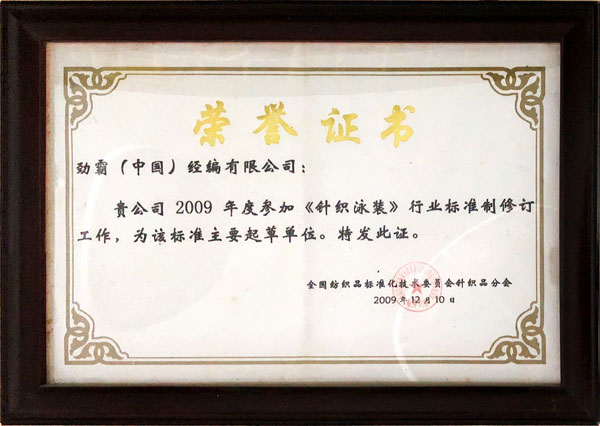 荣誉证书
劲霸（中国）经编有限公司：
贵公司 2009 年度参加《针织泳装》行业标准制修订
工作，为该标准主要起草单位。特发此证。
全国纺织品标准化技术委员会针织品分会
2009 年 12 月 10 日